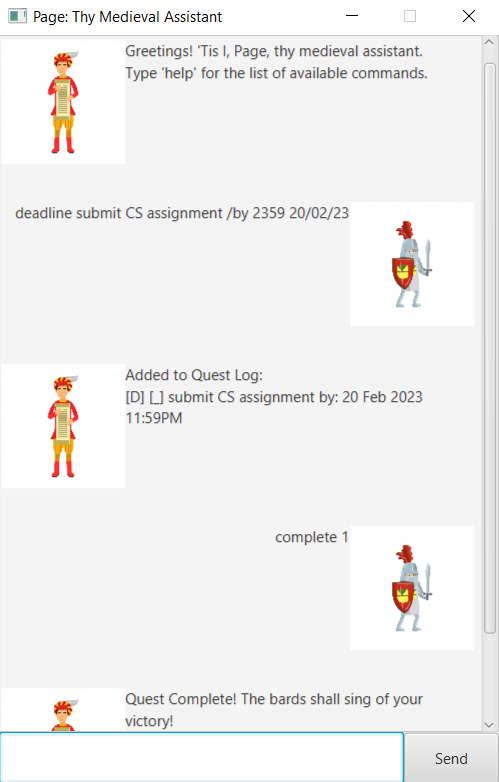 Page: Thy Medieval Assistant
Greetings! 'Tis I, Page, thy medieval assistant.
Type 'help' for the list of available commands.
deadline submit CS assignment /by 2359 20/02/23
Added to Quest Log:
[D] [_] submit CS assignment by: 20 Feb 2023
11:59PM
complete 1
Quest Complete! The bards shall sing of your
victory!
Send